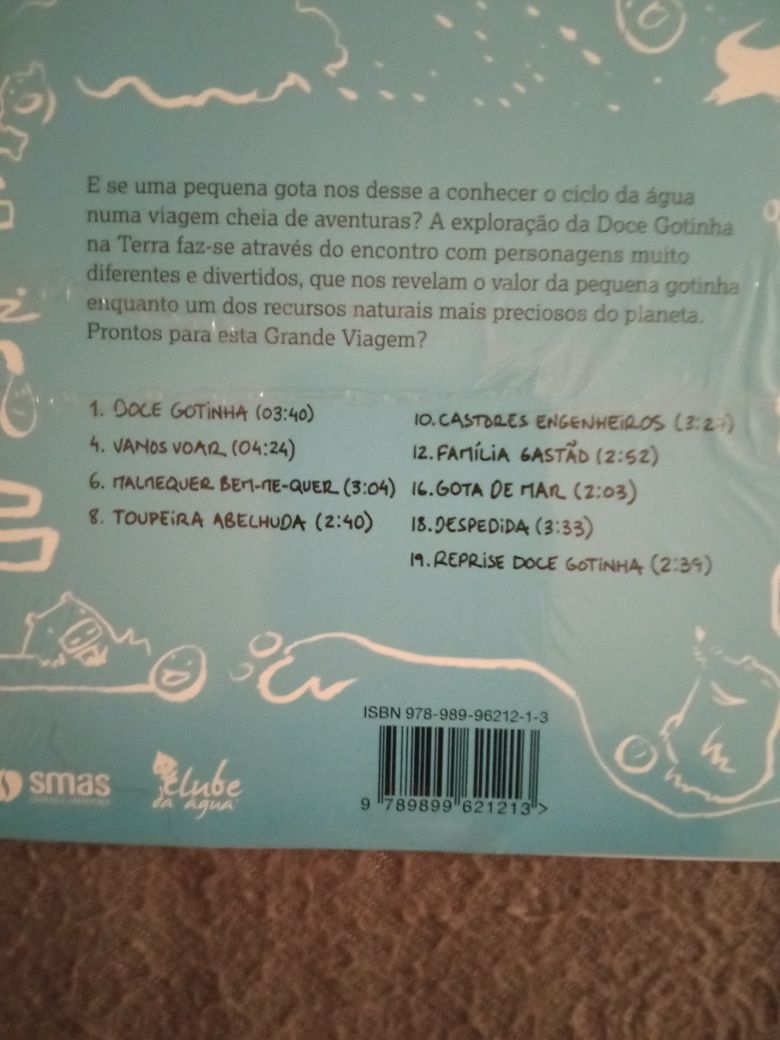 E se uma pequena gota nos desse a conhecer o ciclo da água
numa viagem cheia de aventuras? A exploração da Doce Gotinha
na Terra faz-se através do encontro com personagens muito
diferentes e divertidos, que nos revelam o valor da pequena gotinha
enquanto um dos recursos naturais mais preciosos do planeta.
Prontos para esta Grande Viagem?
1. DOCE GOTINHA (03:40)
4. VAMOS VOAR (04:24)
6. MALMEQUER BEM-ME-QUER (3:04)
8. TOUPEIRA ABELHUDA (2:40)
10. CASTORES ENGENHEIROS (3:27)
12. FAMÍLIA GASTÃO (2:52)
16. GOTA DE MAR (2:03)
18. DESPEDIDA (3:33)
19. REPRISE DOCE GOTINHA (2:39)
ISBN 978-989-96212-1-3
9 789899 621213 >
smas
clube
da água